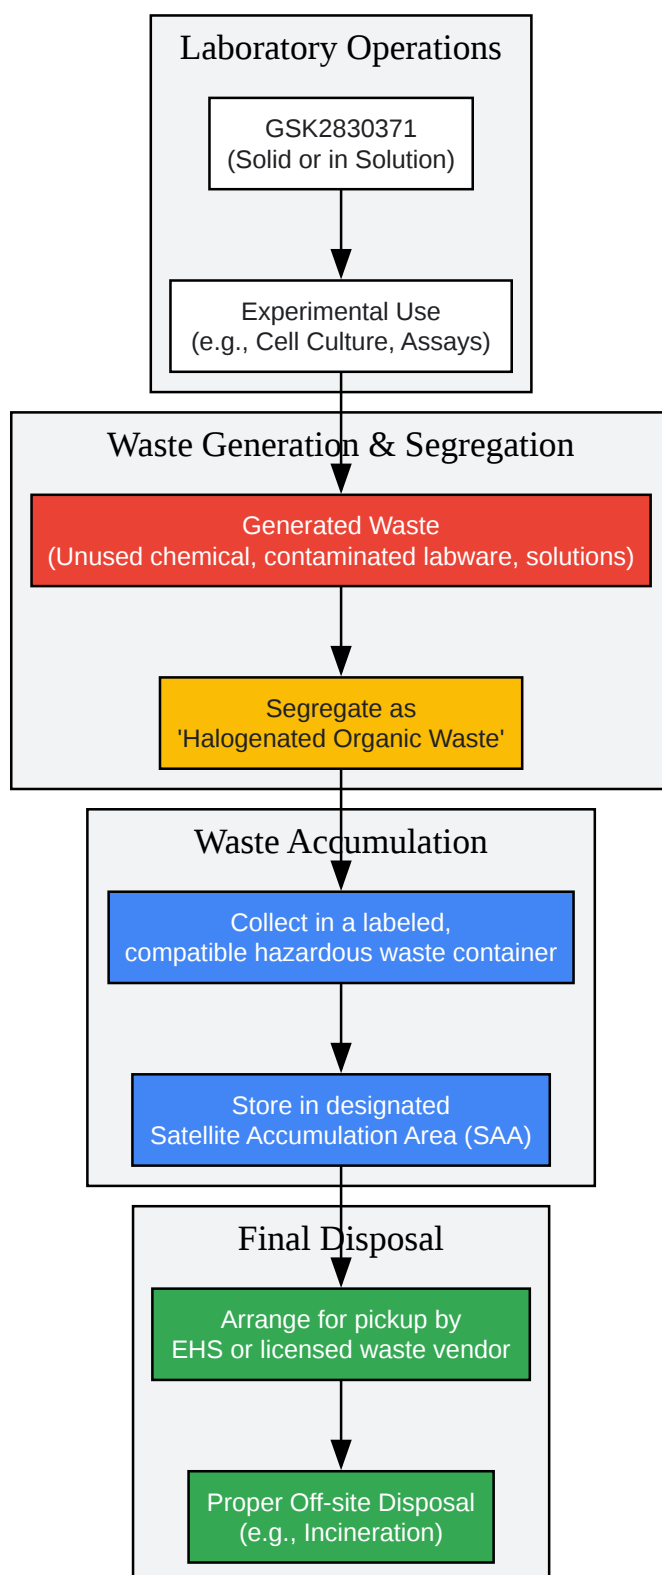 Laboratory Operations
GSK2830371
(Solid or in Solution)
Experimental Use
(e.g., Cell Culture, Assays)
Waste Generation & Segregation
Generated Waste
(Unused chemical, contaminated labware, solutions)
Segregate as
'Halogenated Organic Waste'
Waste Accumulation
Collect in a labeled,
compatible hazardous waste container
Store in designated
Satellite Accumulation Area (SAA)
Final Disposal
Arrange for pickup by
EHS or licensed waste vendor
Proper Off-site Disposal
(e.g., Incineration)